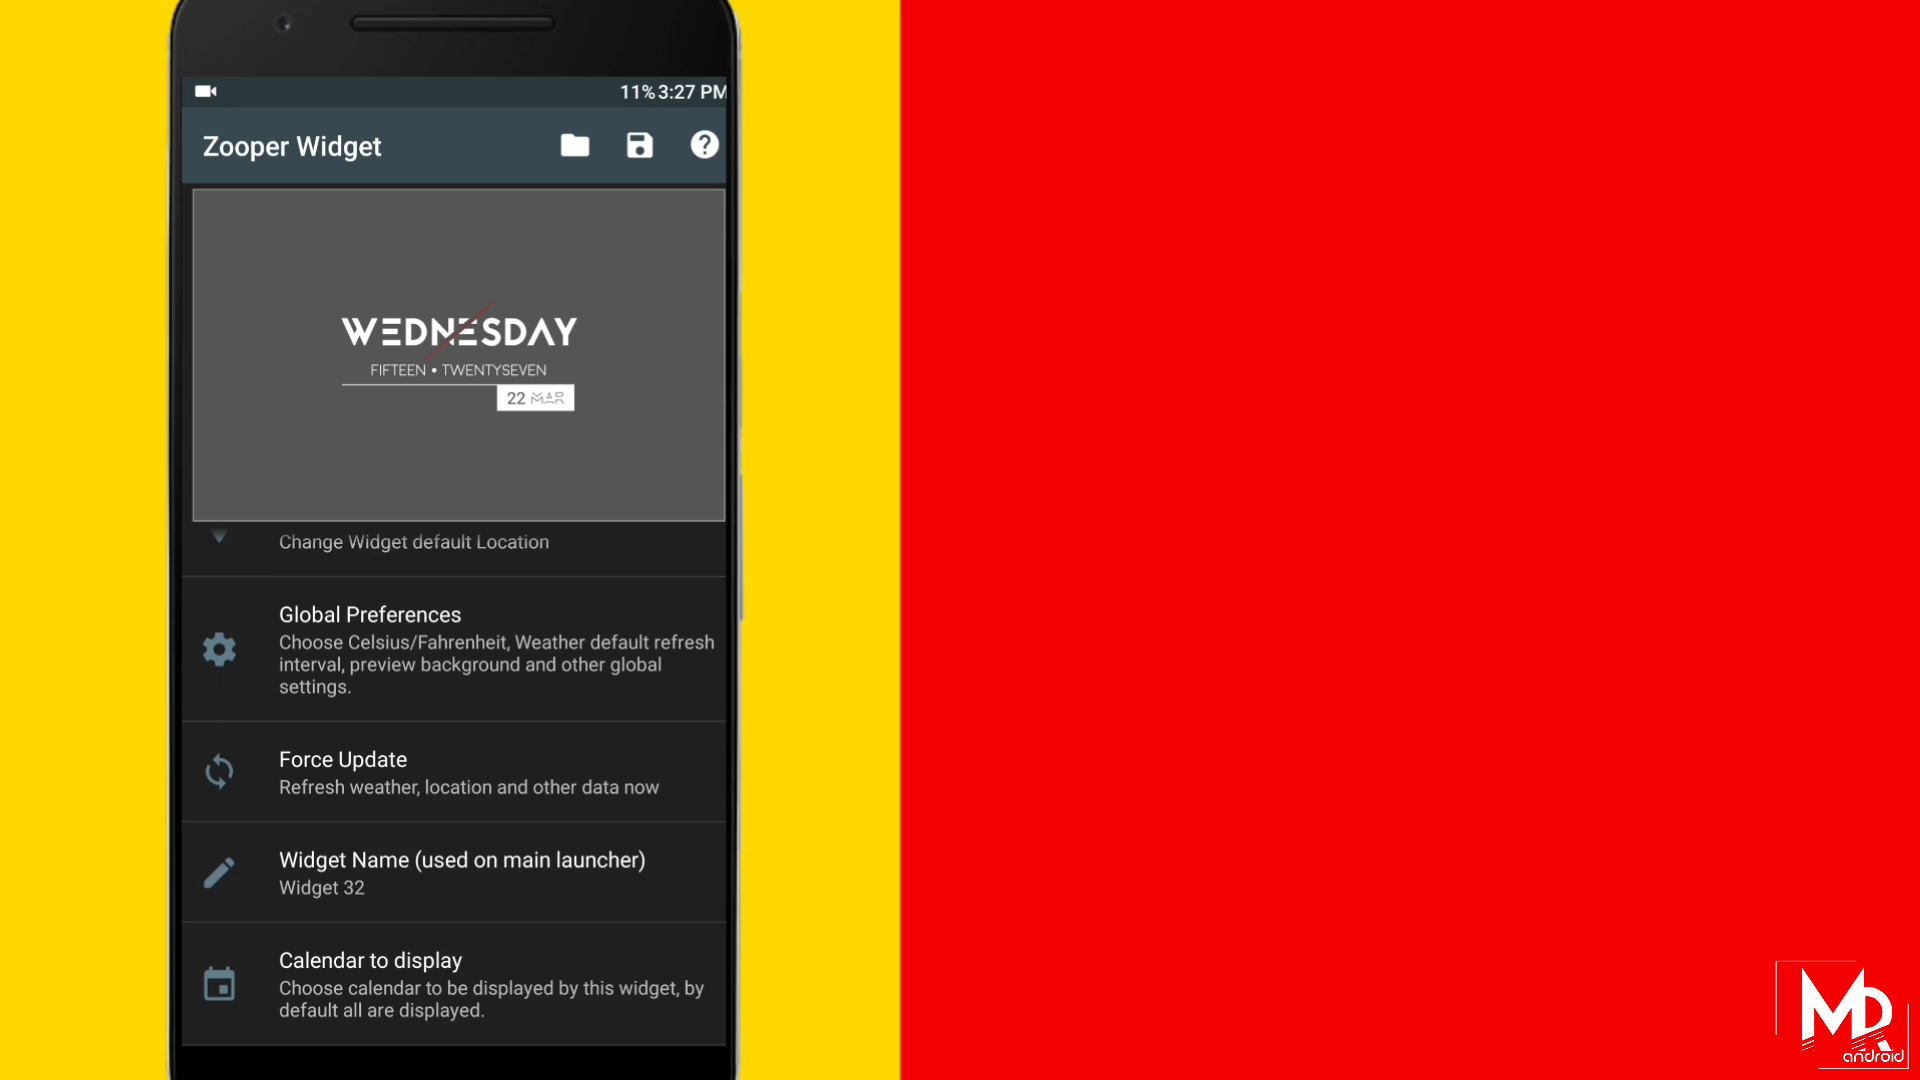 11% 3:27 PM
Zooper Widget
WEDNESDAY
FIFTEEN • TWENTYSEVEN
22 MAR
Change Widget default Location
Global Preferences
Choose Celsius/Fahrenheit, Weather default refresh
interval, preview background and other global
settings.
Force Update
Refresh weather, location and other data now
Widget Name (used on main launcher)
Widget 32
Calendar to display
Choose calendar to be displayed by this widget, by
default all are displayed.
MR
android